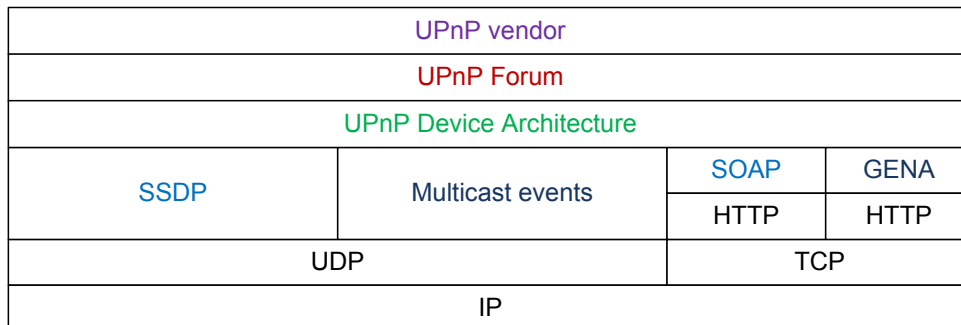 UPnP vendor
UPnP Forum
UPnP Device Architecture
SSDP
Multicast events
SOAP
GENA
HTTP
HTTP
UDP
TCP
IP